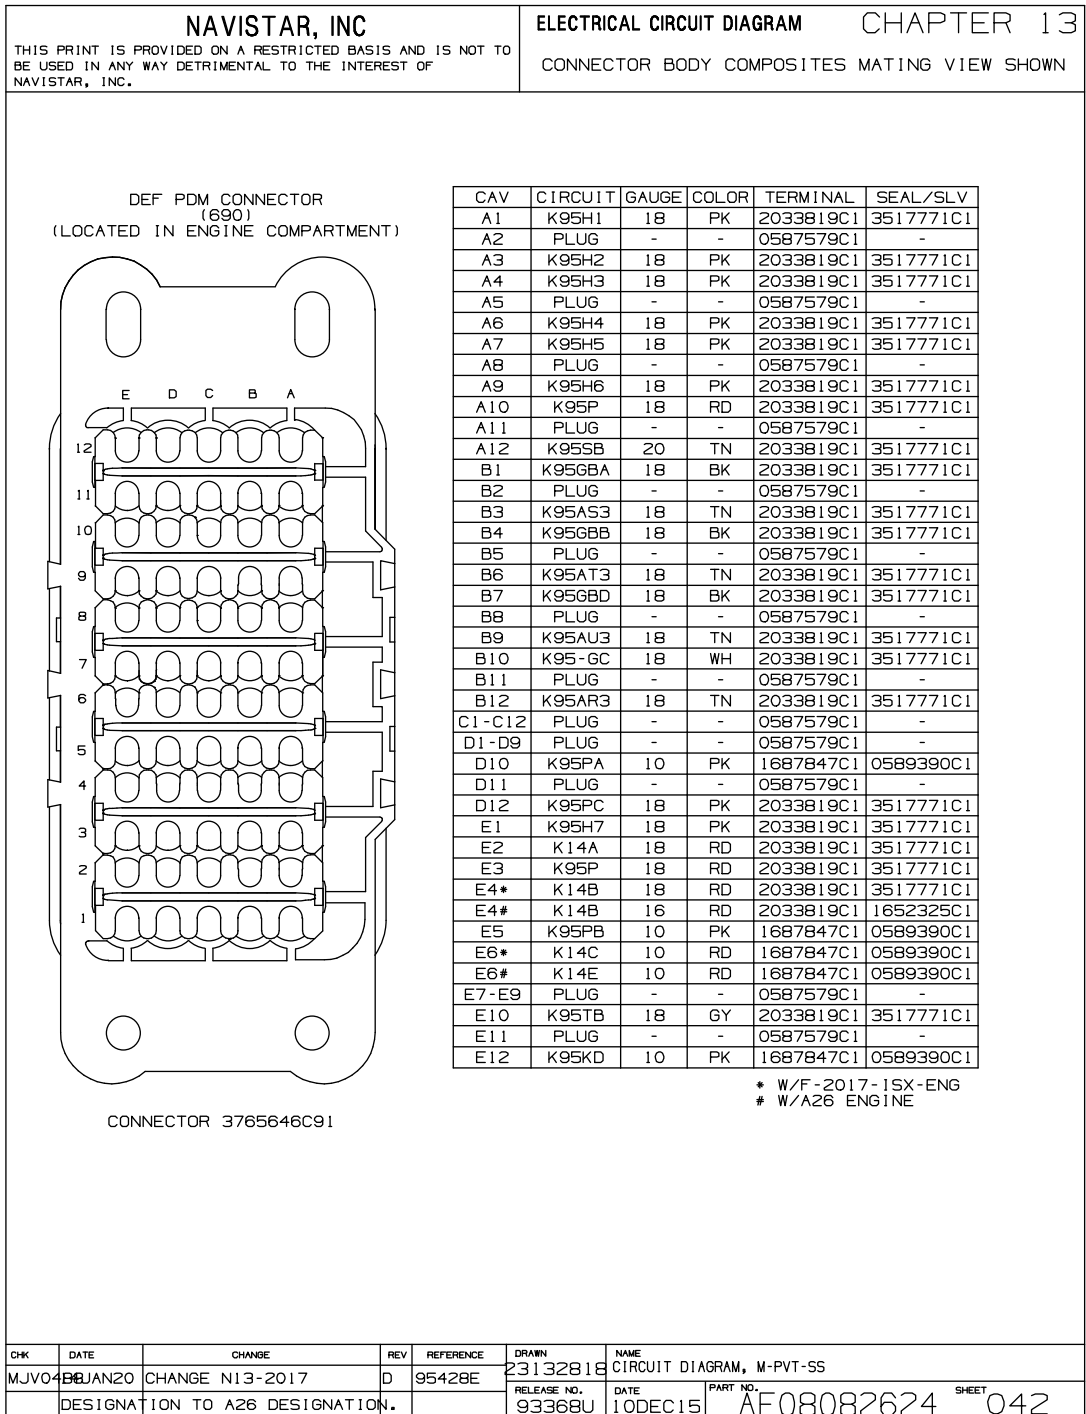 NAVISTAR, INC
THIS PRINT IS PROVIDED ON A RESTRICTED BASIS AND IS NOT TO
BE USED IN ANY WAY DETRIMENTAL TO THE INTEREST OF
NAVISTAR, INC.
ELECTRICAL CIRCUIT DIAGRAM CHAPTER 13
CONNECTOR BODY COMPOSITES MATING VIEW SHOWN
DEF PDM CONNECTOR
(690)
(LOCATED IN ENGINE COMPARTMENT)
E D C B A
12
11
10
9
8
7
6
5
4
3
2
1
CONNECTOR 3765646C91
CAV CIRCUIT GAUGE COLOR TERMINAL SEAL/SLV
A1 K95H1 18 PK 2033819C1 3517771C1
A2 PLUG - - 0587579C1 -
A3 K95H2 18 PK 2033819C1 3517771C1
A4 K95H3 18 PK 2033819C1 3517771C1
A5 PLUG - - 0587579C1 -
A6 K95H4 18 PK 2033819C1 3517771C1
A7 K95H5 18 PK 2033819C1 3517771C1
A8 PLUG - - 0587579C1 -
A9 K95H6 18 PK 2033819C1 3517771C1
A10 K95P 18 RD 2033819C1 3517771C1
A11 PLUG - - 0587579C1 -
A12 K95SB 20 TN 2033819C1 3517771C1
B1 K95GBA 18 BK 2033819C1 3517771C1
B2 PLUG - - 0587579C1 -
B3 K95AS3 18 TN 2033819C1 3517771C1
B4 K95GBB 18 BK 2033819C1 3517771C1
B5 PLUG - - 0587579C1 -
B6 K95AT3 18 TN 2033819C1 3517771C1
B7 K95GBD 18 BK 2033819C1 3517771C1
B8 PLUG - - 0587579C1 -
B9 K95AU3 18 TN 2033819C1 3517771C1
B10 K95-GC 18 WH 2033819C1 3517771C1
B11 PLUG - - 0587579C1 -
B12 K95AR3 18 TN 2033819C1 3517771C1
C1-C12 PLUG - - 0587579C1 -
D1-D9 PLUG - - 0587579C1 -
D10 K95PA 10 PK 1687847C1 0589390C1
D11 PLUG - - 0587579C1 -
D12 K95PC 18 PK 2033819C1 3517771C1
E1 K95H7 18 PK 2033819C1 3517771C1
E2 K14A 18 RD 2033819C1 3517771C1
E3 K95P 18 RD 2033819C1 3517771C1
E4* K14B 18 RD 2033819C1 3517771C1
E4# K14B 16 RD 2033819C1 1652325C1
E5 K95PB 10 PK 1687847C1 0589390C1
E6* K14C 10 RD 1687847C1 0589390C1
E6# K14E 10 RD 1687847C1 0589390C1
E7-E9 PLUG - - 0587579C1 -
E10 K95TB 18 GY 2033819C1 3517771C1
E11 PLUG - - 0587579C1 -
E12 K95KD 10 PK 1687847C1 0589390C1
* W/F-2017-ISX-ENG
# W/A26 ENGINE
CHK DATE CHANGE REV REFERENCE
CHANGE N13-2017 D 95428E
DESIGNATION TO A26 DESIGNATION.
DRAWN
23132818
NAME
CIRCUIT DIAGRAM, M-PVT-SS
RELEASE NO.
93368U
DATE
10DEC15
PART NO.
AF08087674
SHEET
042